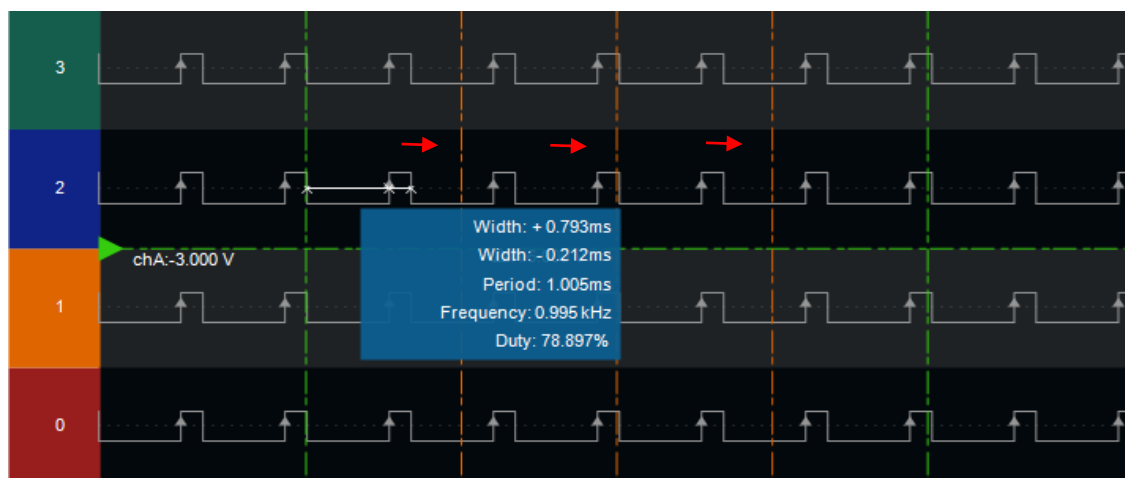 3
2
Width: + 0.793ms
Width: - 0.212ms
chA:-3.000 V
Period: 1.005ms
1
Frequency: 0.995 kHz
Duty: 78.897%
0